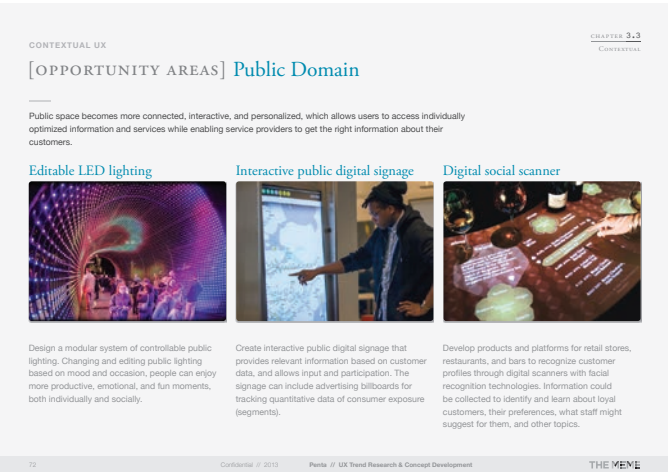 CONTEXTUAL UX
CHAPTER 3.3
CONTEXTUAL
[OPPORTUNITY AREAS] Public Domain
Public space becomes more connected, interactive, and personalized, which allows users to access individually
optimized information and services while enabling service providers to get the right information about their
customers.
Editable LED lighting
Interactive public digital signage
Digital social scanner
Design a modular system of controllable public
lighting. Changing and editing public lighting
based on mood and occasion, people can enjoy
more productive, emotional, and fun moments,
both individually and socially.
Create interactive public digital signage that
provides relevant information based on customer
data, and allows input and participation. The
signage can include advertising billboards for
tracking quantitative data of consumer exposure
(segments).
Develop products and platforms for retail stores,
restaurants, and bars to recognize customer
profiles through digital scanners with facial
recognition technologies. Information could
be collected to identify and learn about loyal
customers, their preferences, what staff might
suggest for them, and other topics.
72
Confidential // 2013
Penta // UX Trend Research & Concept Development
THE MEME